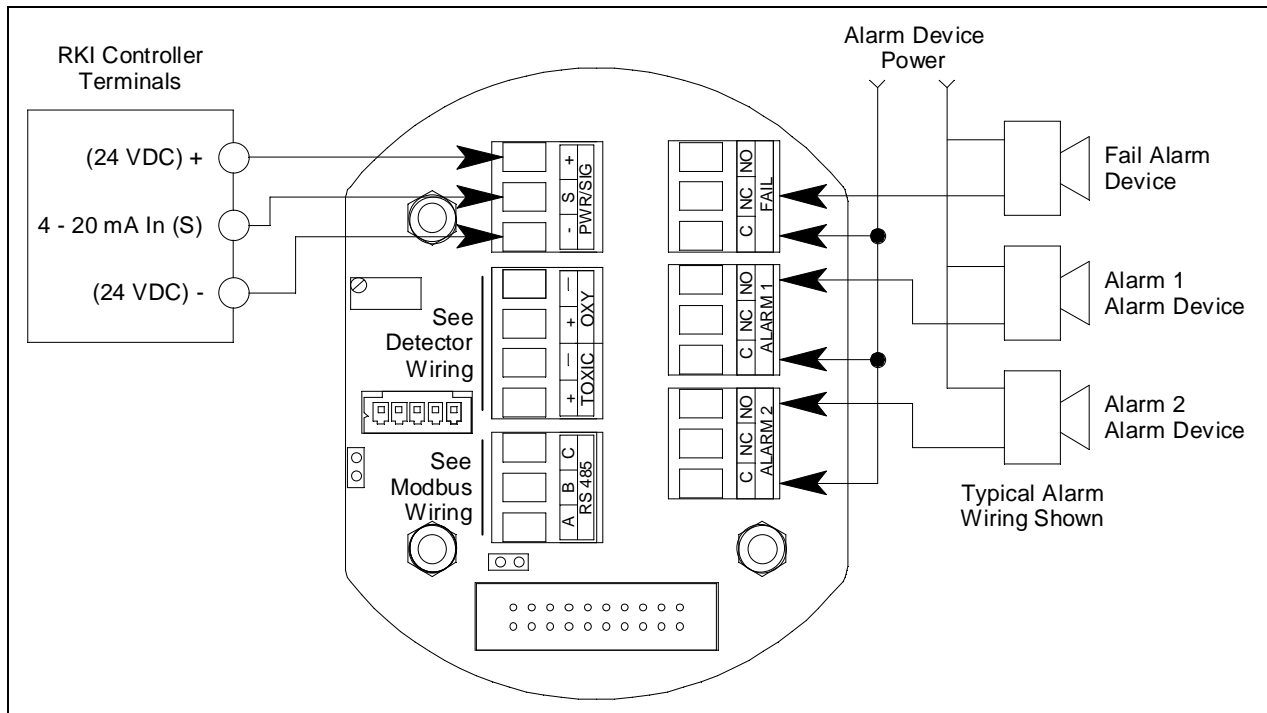 RKI Controller
Terminals
(24 VDC) +
4 - 20 mA In (S)
(24 VDC) -
+
S
-
PWR/SIG
See
Detector
Wiring
-
+
OXY
-
+
TOXIC
See
Modbus
Wiring
C
B
A
RS 485
Alarm Device
Power
NO
NC
C
FAIL
NO
NC
C
ALARM 1
NO
NC
C
ALARM 2
Fail Alarm
Device
Alarm 1
Alarm Device
Alarm 2
Alarm Device
Typical Alarm
Wiring Shown